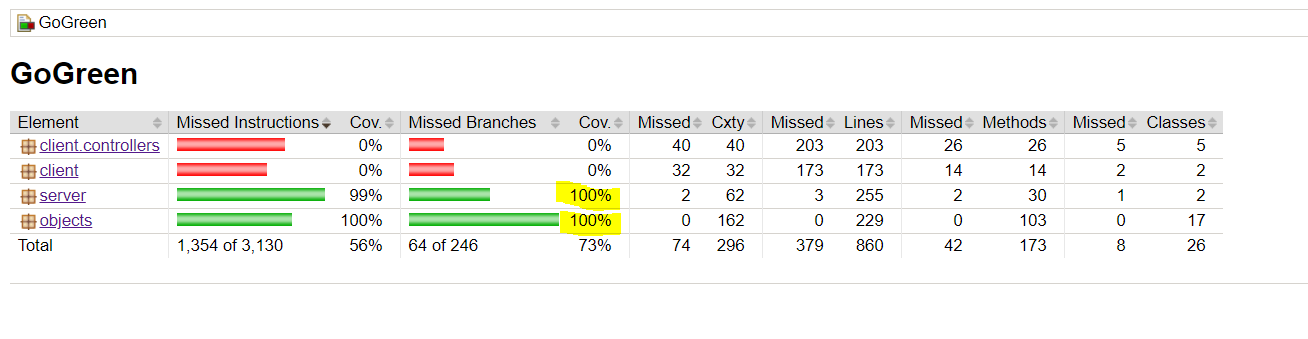 GoGreen
GoGreen
Element Missed Instructions Cov. Missed Branches Cov. Missed Cxty Missed Lines Missed Methods Missed Classes
client.controllers 0% 0% 40 40 203 203 26 26 5 5
client 0% 0% 32 32 173 173 14 14 2 2
server 99% 100% 2 62 3 255 2 30 1 2
objects 100% 100% 0 162 0 229 0 103 0 17
Total 1,354 of 3,130 56% 64 of 246 73% 74 296 379 860 42 173 8 26